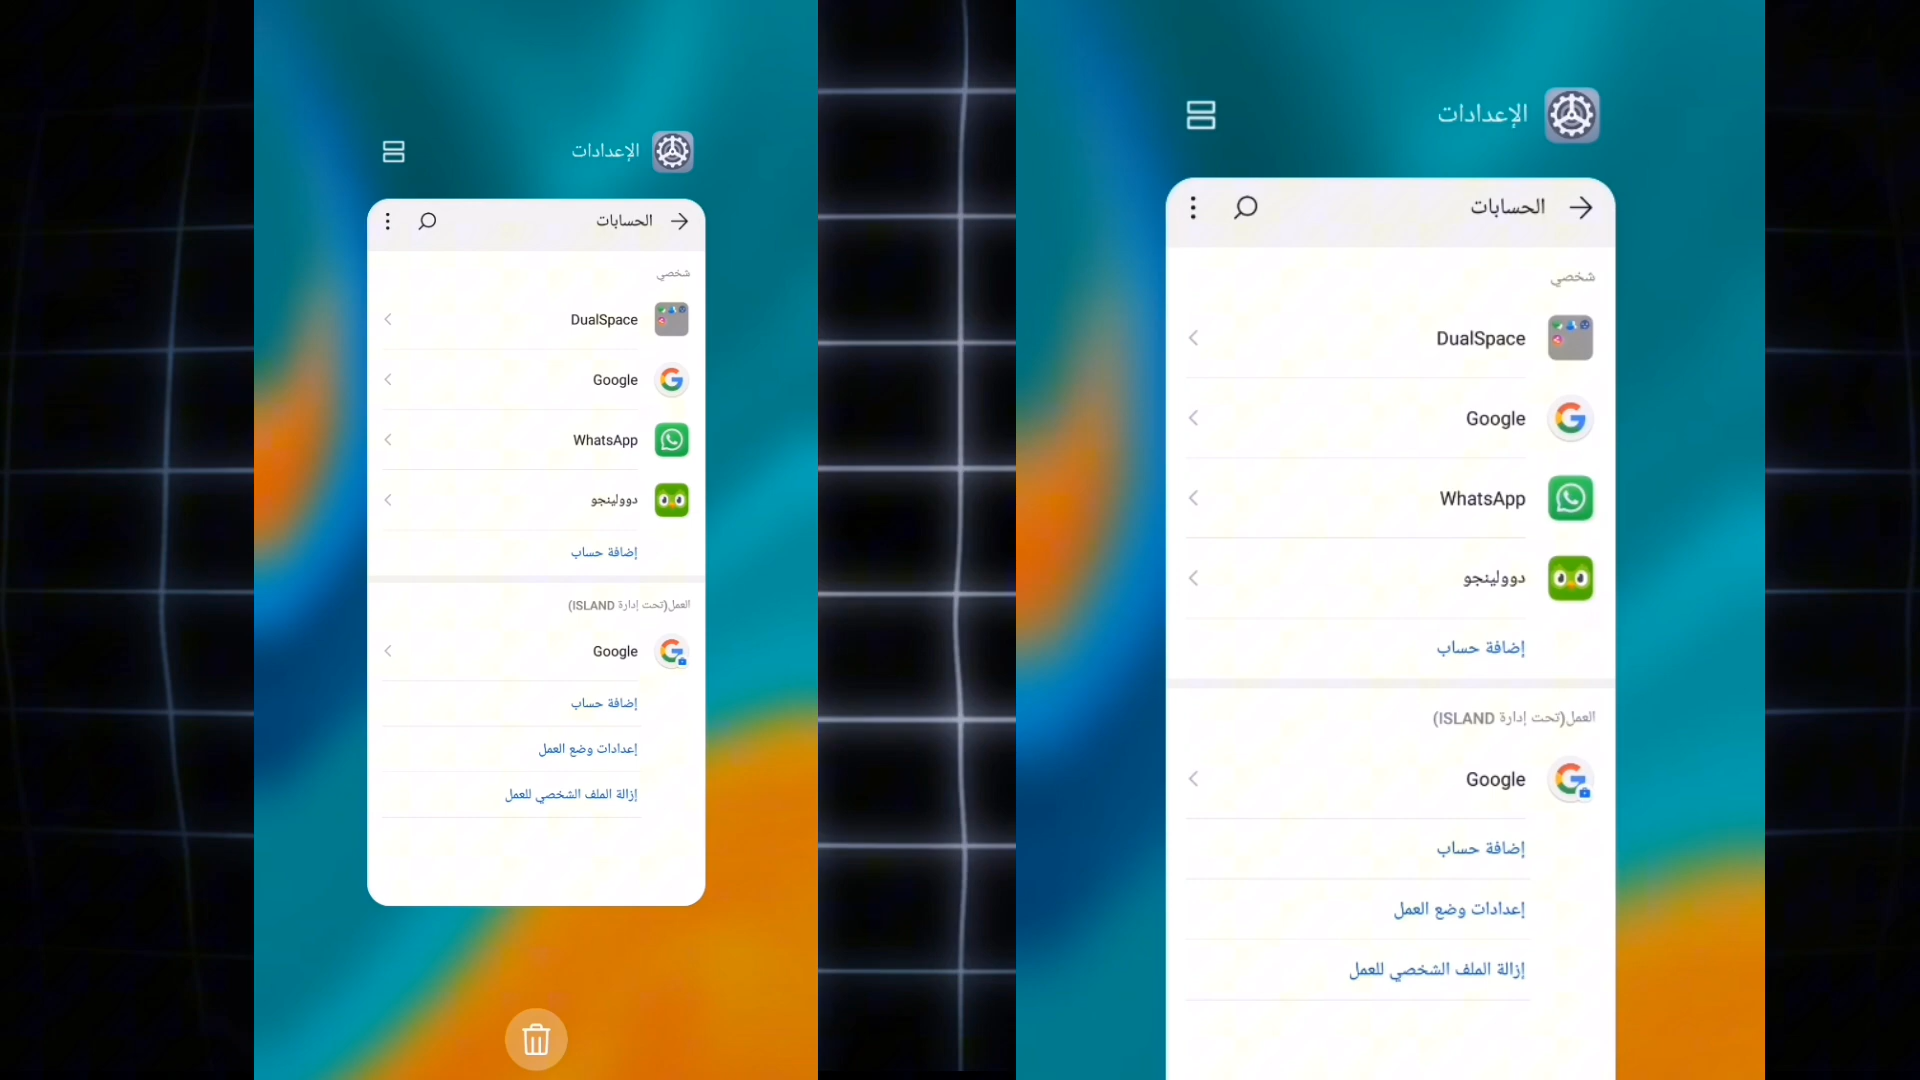 الإعدادات
الحسابات
شخصي
DualSpace
Google
WhatsApp
دوولينجو
إضافة حساب
العمل(تحت إدارة ISLAND)
Google
إضافة حساب
إعدادات وضع العمل
إزالة الملف الشخصي للعمل
الإعدادات
الحسابات
شخصي
DualSpace
Google
WhatsApp
دوولينجو
إضافة حساب
العمل(تحت إدارة ISLAND)
Google
إضافة حساب
إعدادات وضع العمل
إزالة الملف الشخصي للعمل